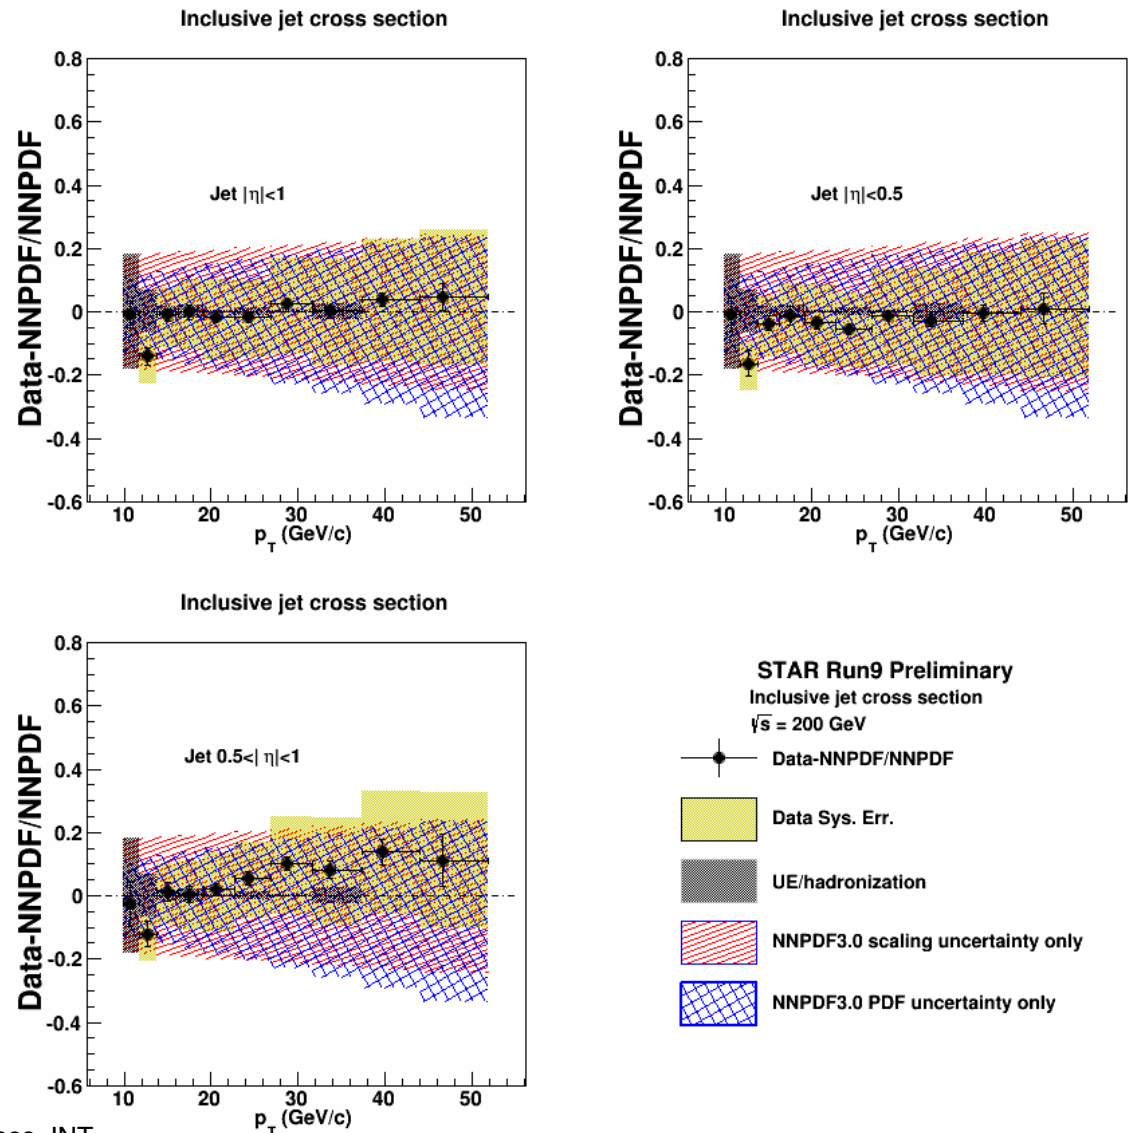 Inclusive jet cross section
Data-NNPDF/NNPDF
0.8
0.6
0.4
0.2
0
-0.2
-0.4
-0.6
Jet |η|<1
10 20 30 40 50
p_T (GeV/c)
Inclusive jet cross section
Data-NNPDF/NNPDF
0.8
0.6
0.4
0.2
0
-0.2
-0.4
-0.6
Jet |η|<0.5
10 20 30 40 50
p_T (GeV/c)
Inclusive jet cross section
Data-NNPDF/NNPDF
0.8
0.6
0.4
0.2
0
-0.2
-0.4
-0.6
Jet 0.5<| η|<1
10 20 30 40 50
p_T (GeV/c)
STAR Run9 Preliminary
Inclusive jet cross section
√s = 200 GeV
Data-NNPDF/NNPDF
Data Sys. Err.
UE/hadronization
NNPDF3.0 scaling uncertainty only
NNPDF3.0 PDF uncertainty only